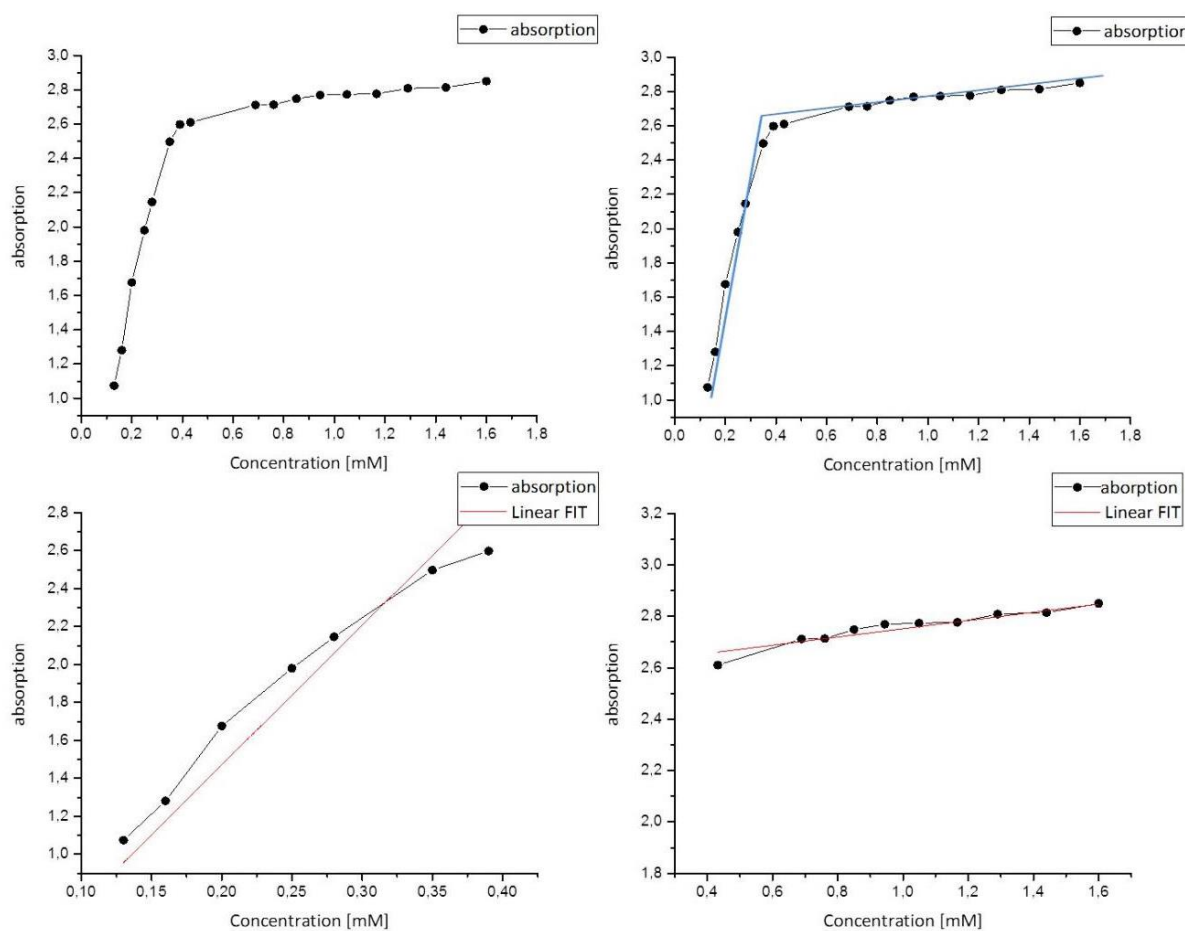 absorption
absorption
3,0
2,8
2,6
2,4
2,2
2,0
1,8
1,6
1,4
1,2
1,0
absorption
0,0 0,2 0,4 0,6 0,8 1,0 1,2 1,4 1,6 1,8
Concentration [mM]
3,0
2,8
2,6
2,4
2,2
2,0
1,8
1,6
1,4
1,2
1,0
absorption
0,0 0,2 0,4 0,6 0,8 1,0 1,2 1,4 1,6 1,8
Concentration [mM]
absorption
Linear FIT
2.8
2.6
2.4
2.2
2.0
1.8
1.6
1.4
1.2
1,0
absorption
0,10 0,15 0,20 0,25 0,30 0,35 0,40
Concentration [mM]
aborption
Linear FIT
3,2
3,0
2,8
2,6
2,4
2,2
2,0
1,8
absorption
0,4 0,6 0,8 1,0 1,2 1,4 1,6
Concentration [mM]